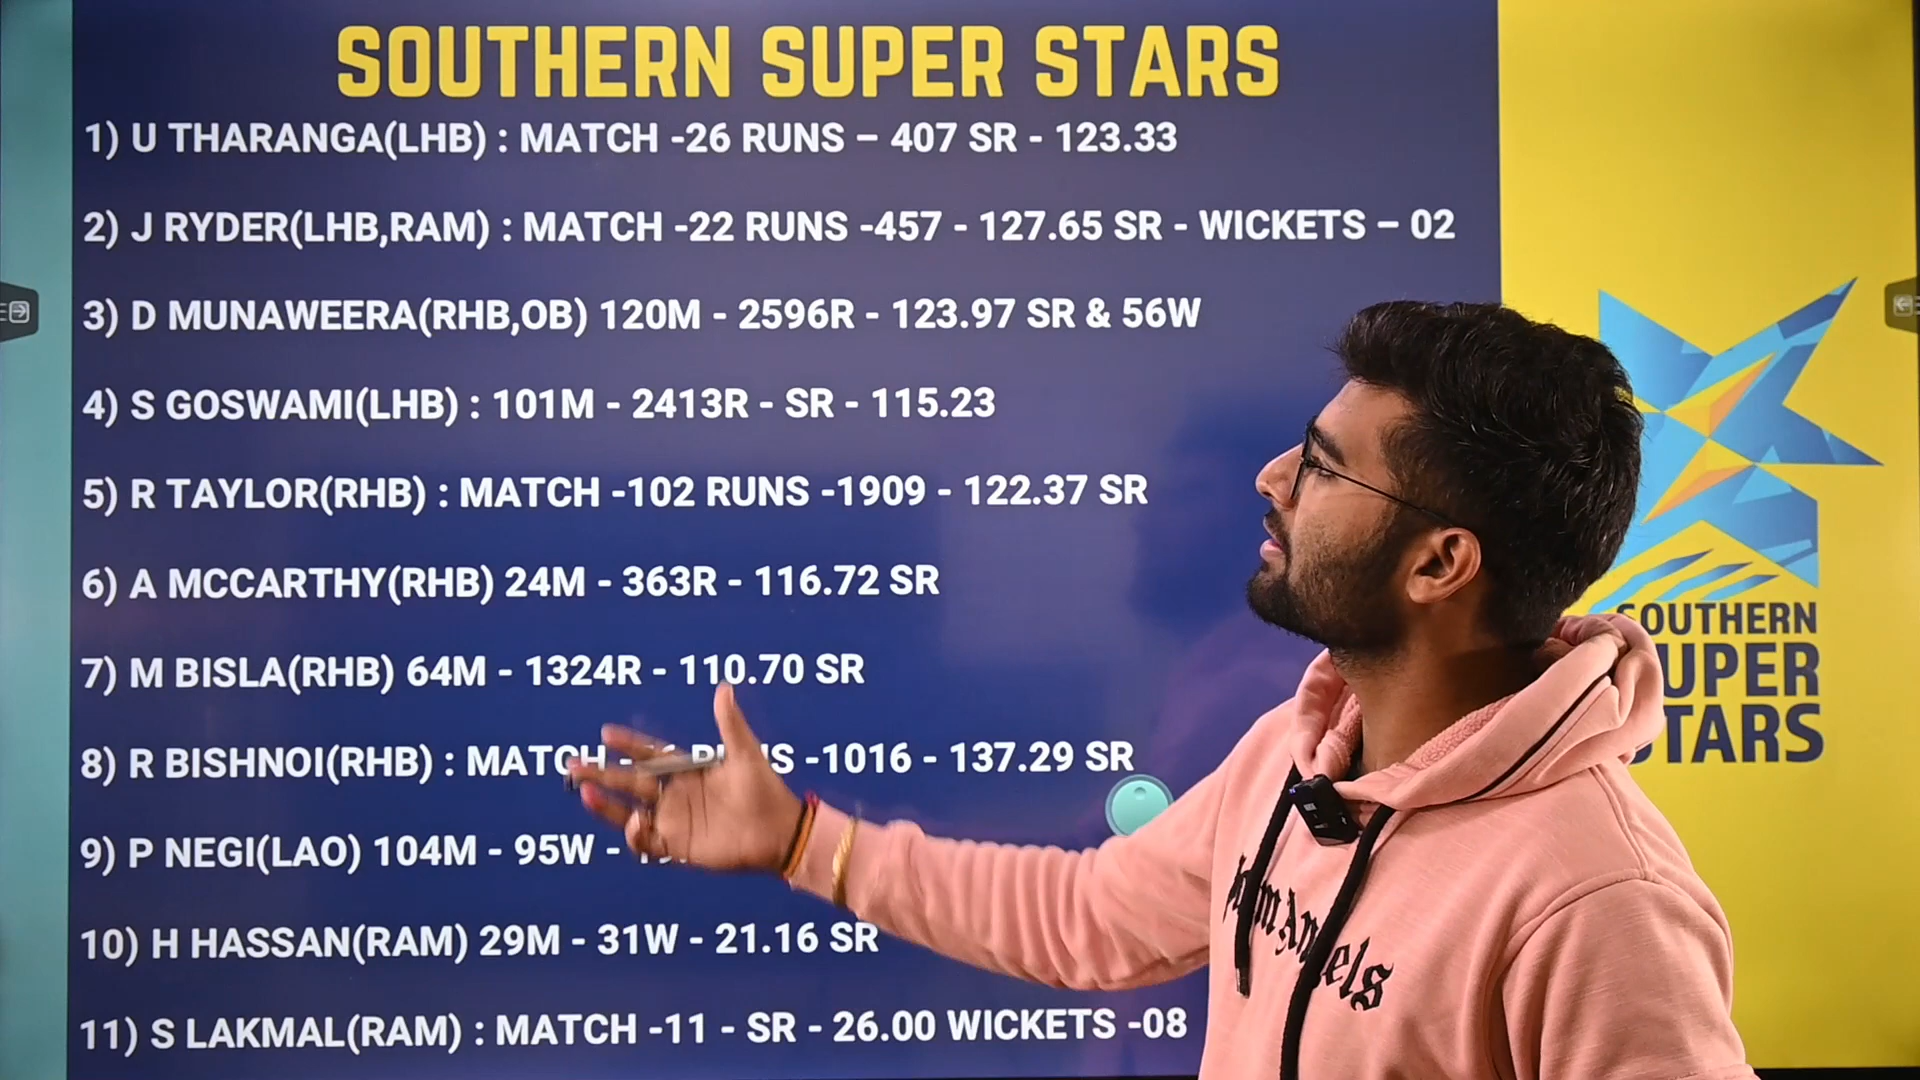 SOUTHERN SUPER STARS
1) U THARANGA(LHB) : MATCH -26 RUNS – 407 SR - 123.33
2) J RYDER(LHB,RAM) : MATCH -22 RUNS -457 - 127.65 SR - WICKETS – 02
3) D MUNAWEERA(RHB,OB) 120M - 2596R - 123.97 SR & 56W
4) S GOSWAMI(LHB) : 101M - 2413R - SR - 115.23
5) R TAYLOR(RHB) : MATCH -102 RUNS -1909 - 122.37 SR
6) A MCCARTHY(RHB) 24M - 363R - 116.72 SR
7) M BISLA(RHB) 64M - 1324R - 110.70 SR
8) R BISHNOI(RHB) : MATCH -1016 - 137.29 SR
9) P NEGI(LAO) 104M - 95W -
10) H HASSAN(RAM) 29M - 31W - 21.16 SR
11) S LAKMAL(RAM) : MATCH -11 - SR - 26.00 WICKETS -08
SOUTHERN
UPER
TARS